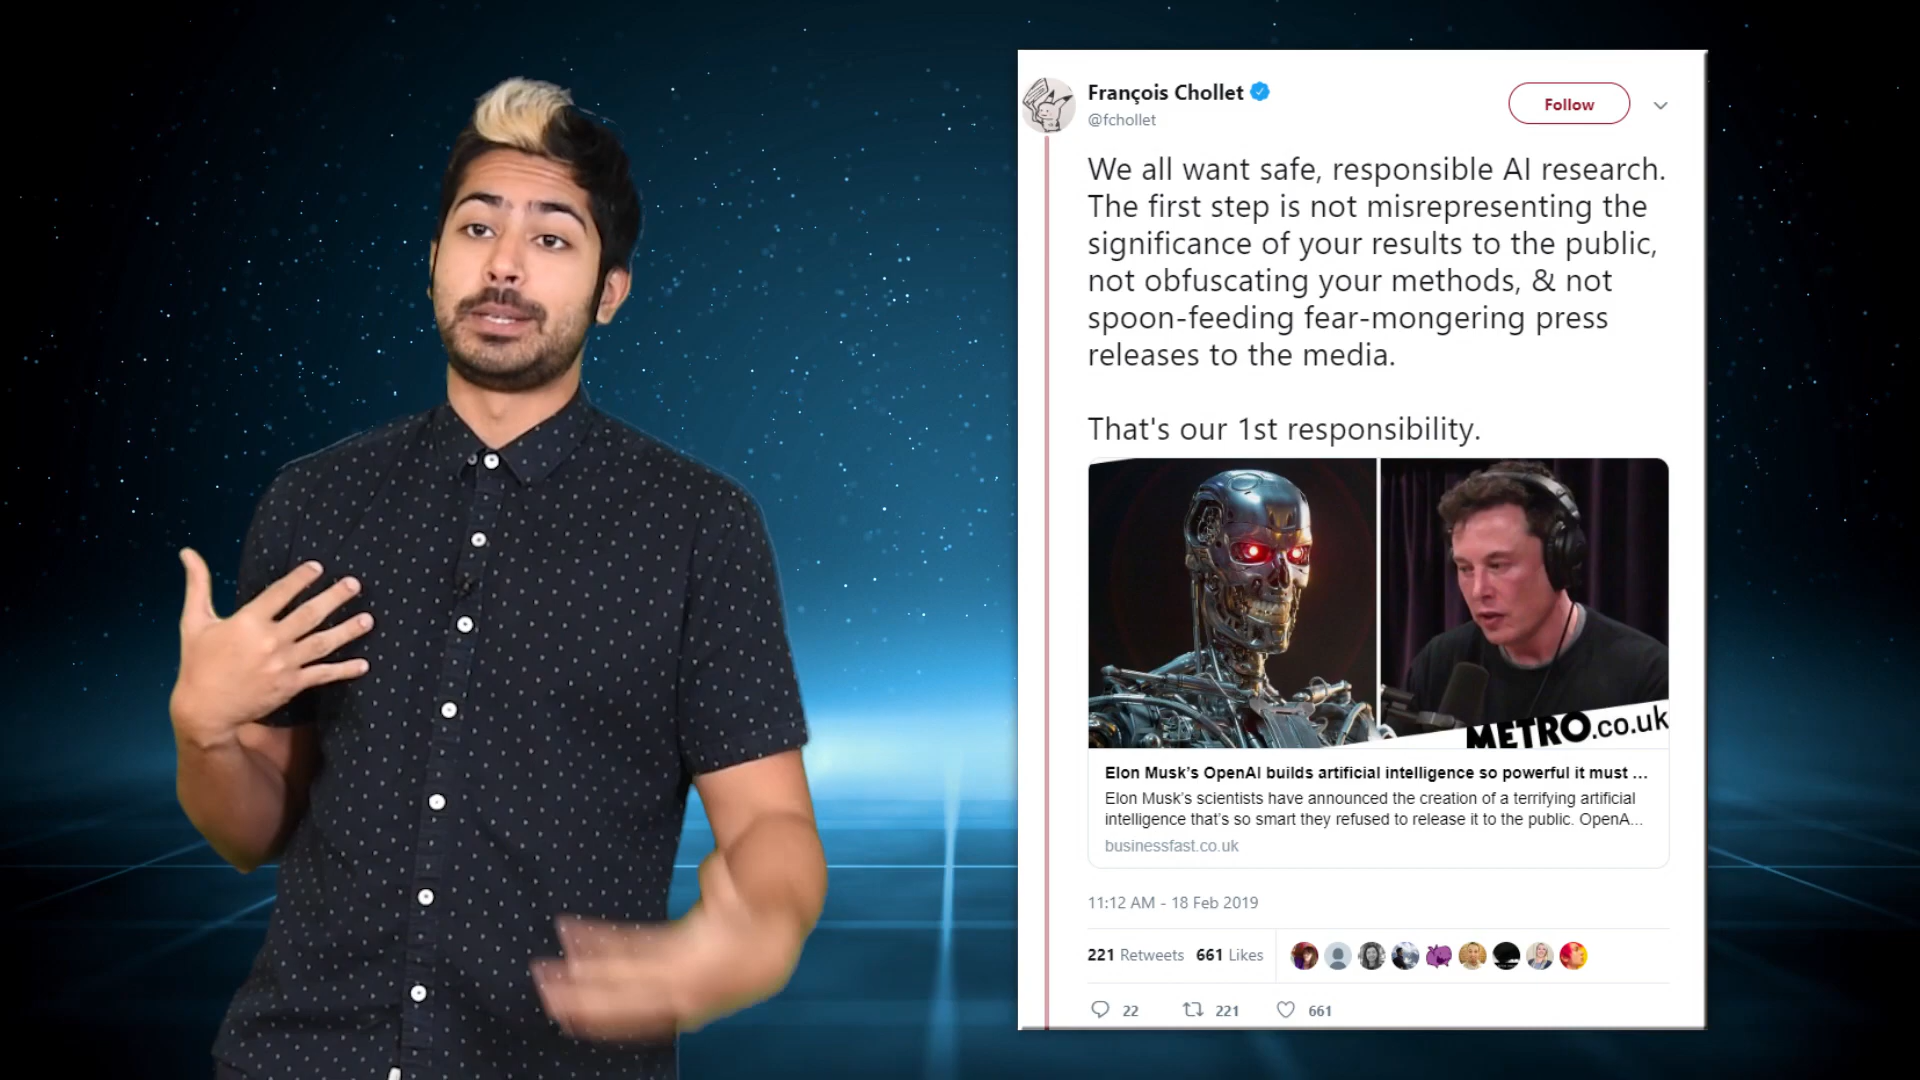 François Chollet
@fchollet
Follow
We all want safe, responsible AI research.
The first step is not misrepresenting the
significance of your results to the public,
not obfuscating your methods, & not
spoon-feeding fear-mongering press
releases to the media.
That's our 1st responsibility.
METRO.co.uk
Elon Musk's OpenAI builds artificial intelligence so powerful it must ...
Elon Musk's scientists have announced the creation of a terrifying artificial
intelligence that's so smart they refused to release it to the public. OpenA...
businessfast.co.uk
11:12 AM - 18 Feb 2019
221 Retweets 661 Likes
22 221 661